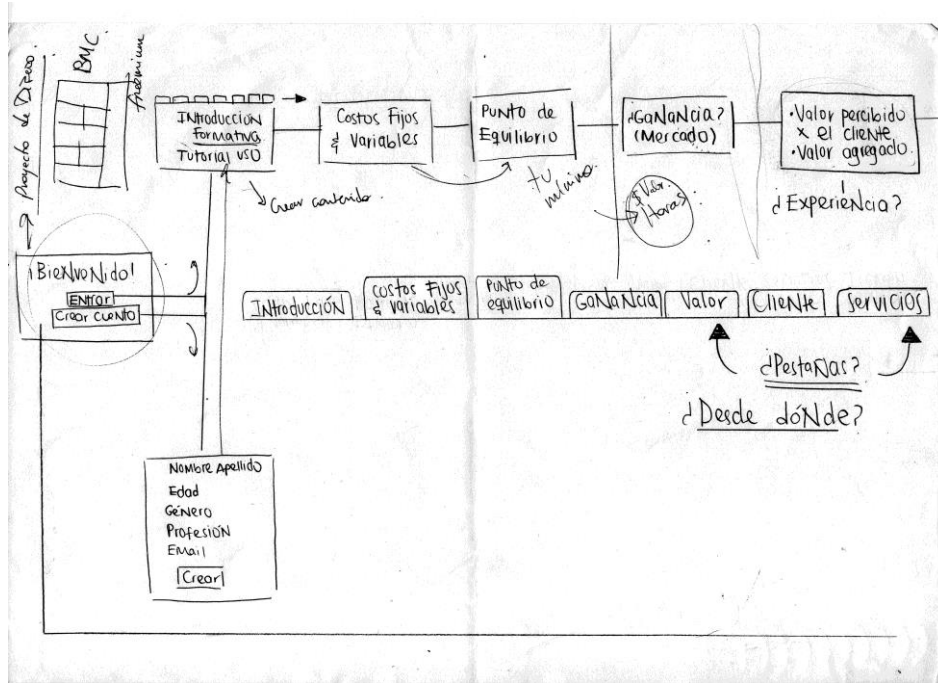 BMC
Freemium
Introducción
formativa
Tutorial uso
Costos Fijos
& Variables
Punto de
Equilibrio
¿Ganancia?
(Mercado)
•Valor percibido
x el cliente
•Valor agregado.
Proyecto de
Crear contenido.
tu
mínimo.
Horas
¿Experiencia?
¡Bienvenido!
Entrar
Crear cuenta
Introducción
Costos Fijos
& Variables
Punto de
equilibrio
Ganancia
Valor
Cliente
Servicios
¿Pestañas?
¿Desde dónde?
Nombre Apellido
Edad
Género
Profesión
Email
Crear